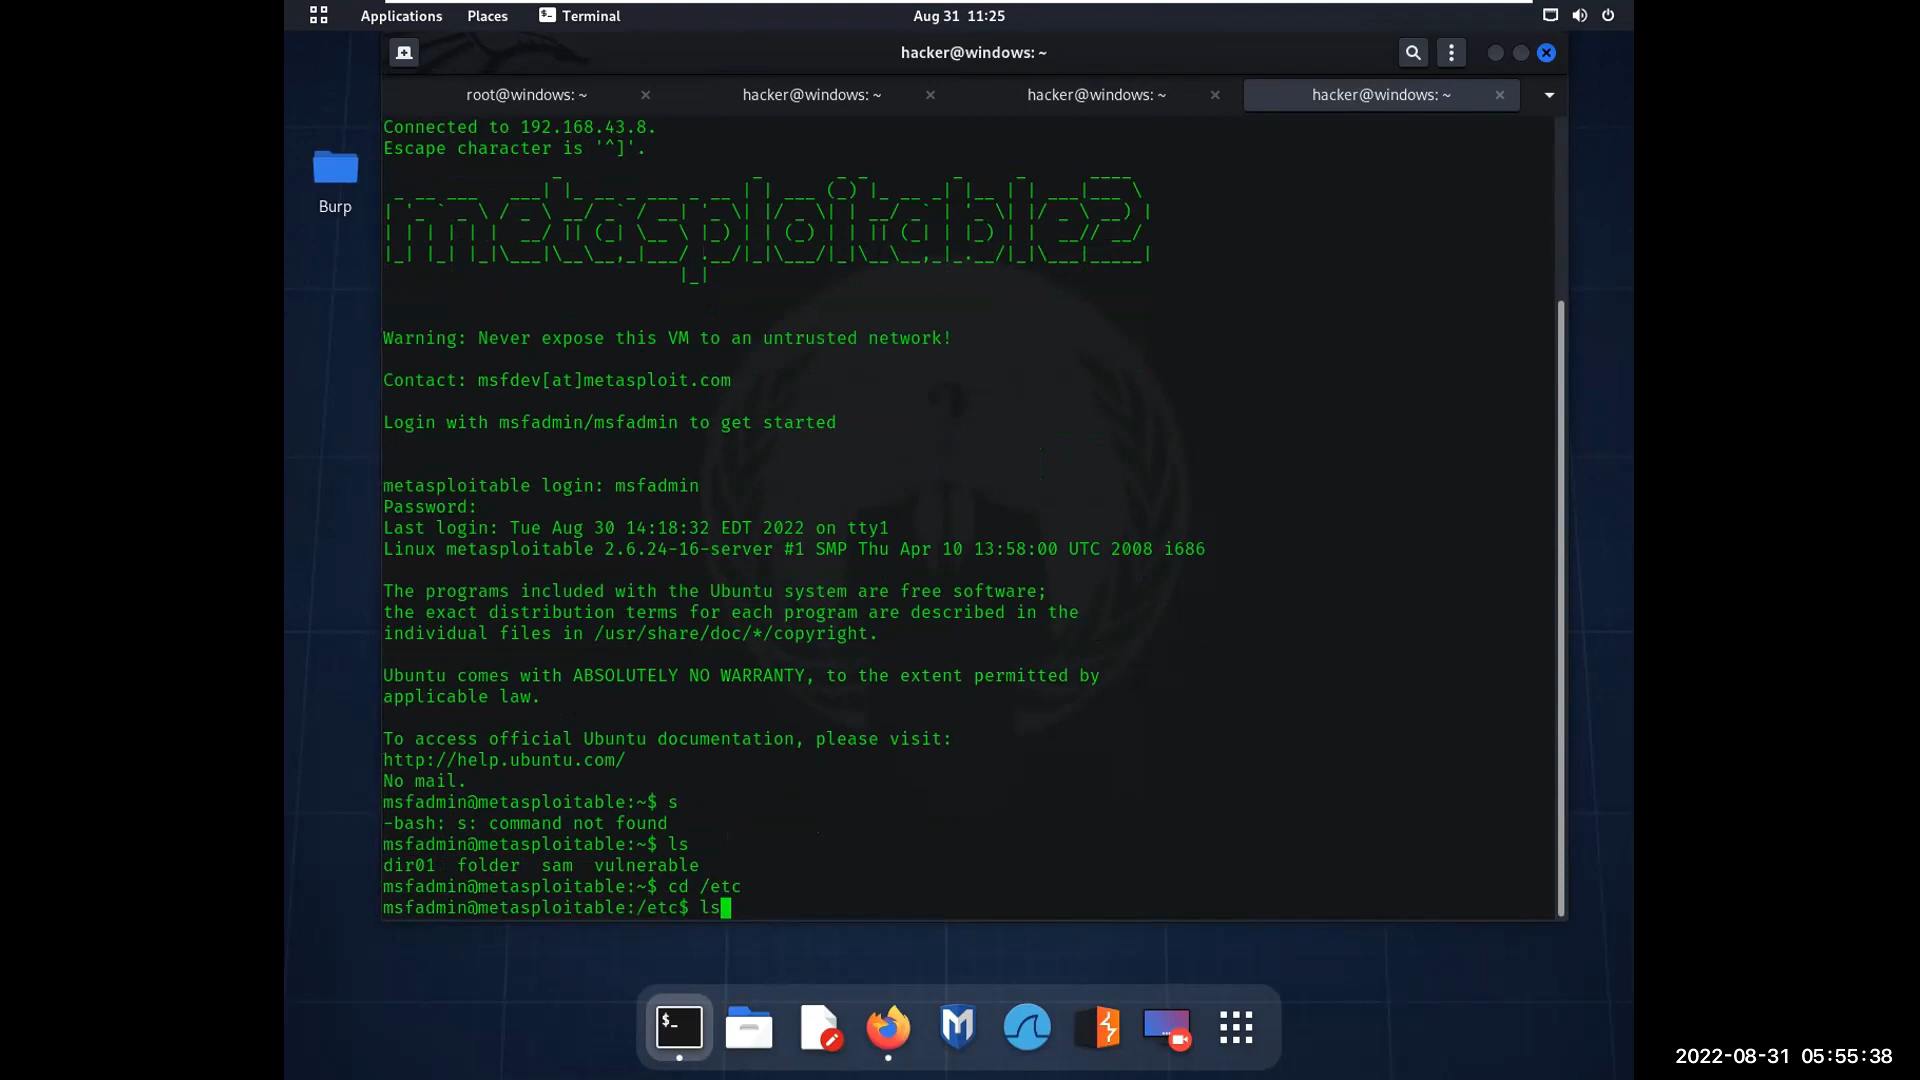 Applications Places Terminal Aug 31 11:25
hacker@windows: ~
root@windows: ~ hacker@windows: ~ hacker@windows: ~ hacker@windows: ~
Connected to 192.168.43.8.
Escape character is '^]'.
metasploitable2
Warning: Never expose this VM to an untrusted network!
Contact: msfdev[at]metasploit.com
Login with msfadmin/msfadmin to get started
metasploitable login: msfadmin
Password:
Last login: Tue Aug 30 14:18:32 EDT 2022 on tty1
Linux metasploitable 2.6.24-16-server #1 SMP Thu Apr 10 13:58:00 UTC 2008 i686
The programs included with the Ubuntu system are free software;
the exact distribution terms for each program are described in the
individual files in /usr/share/doc/*/copyright.
Ubuntu comes with ABSOLUTELY NO WARRANTY, to the extent permitted by
applicable law.
To access official Ubuntu documentation, please visit:
http://help.ubuntu.com/
No mail.
msfadmin@metasploitable:~$ s
-bash: s: command not found
msfadmin@metasploitable:~$ ls
dir01 folder sam vulnerable
msfadmin@metasploitable:~$ cd /etc
msfadmin@metasploitable:/etc$ ls
Burp
2022-08-31 05:55:38